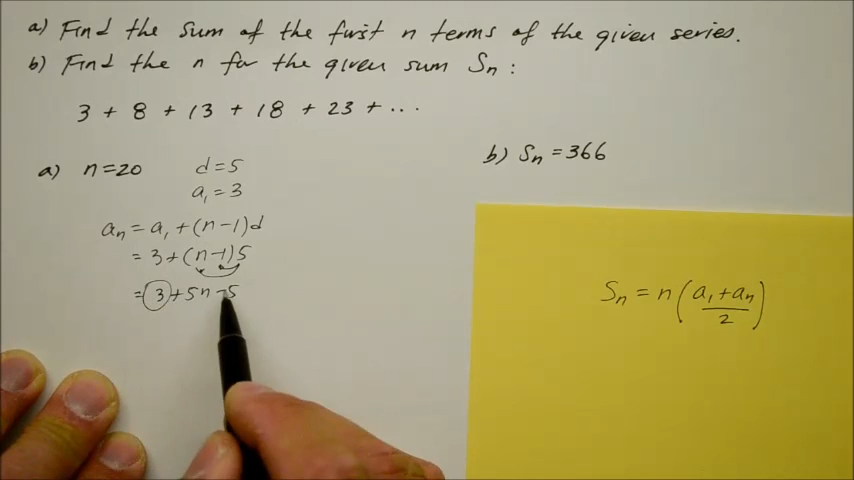 a) Find the sum of the first n terms of the given series.
b) Find the n for the given sum Sₙ :
3 + 8 + 13 + 18 + 23 + ...
a) n=20 d=5
a₁=3
aₙ = a₁ + (n-1)d
= 3+(n-1)5
= 3+5n-5
b) Sₙ = 366
Sₙ = n((a₁+aₙ)/2)